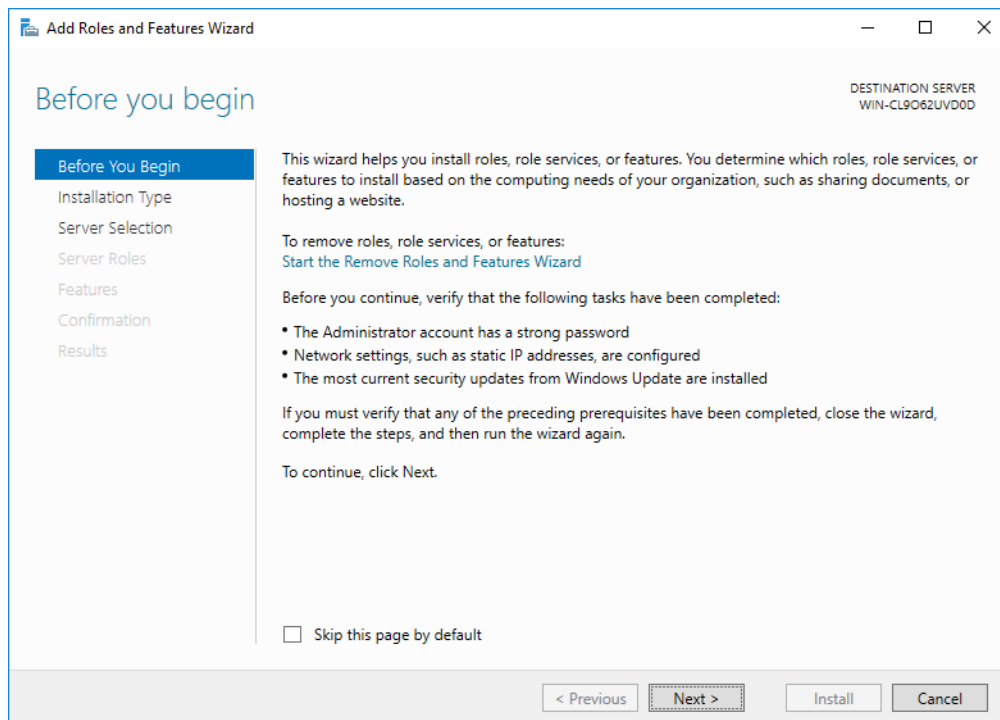 Add Roles and Features Wizard
Before you begin
DESTINATION SERVER
WIN-CL9O62UVD0D
Before You Begin
Installation Type
Server Selection
Server Roles
Features
Confirmation
Results
This wizard helps you install roles, role services, or features. You determine which roles, role services, or
features to install based on the computing needs of your organization, such as sharing documents, or
hosting a website.
To remove roles, role services, or features:
Start the Remove Roles and Features Wizard
Before you continue, verify that the following tasks have been completed:
• The Administrator account has a strong password
• Network settings, such as static IP addresses, are configured
• The most current security updates from Windows Update are installed
If you must verify that any of the preceding prerequisites have been completed, close the wizard,
complete the steps, and then run the wizard again.
To continue, click Next.
Skip this page by default
< Previous
Next >
Install
Cancel